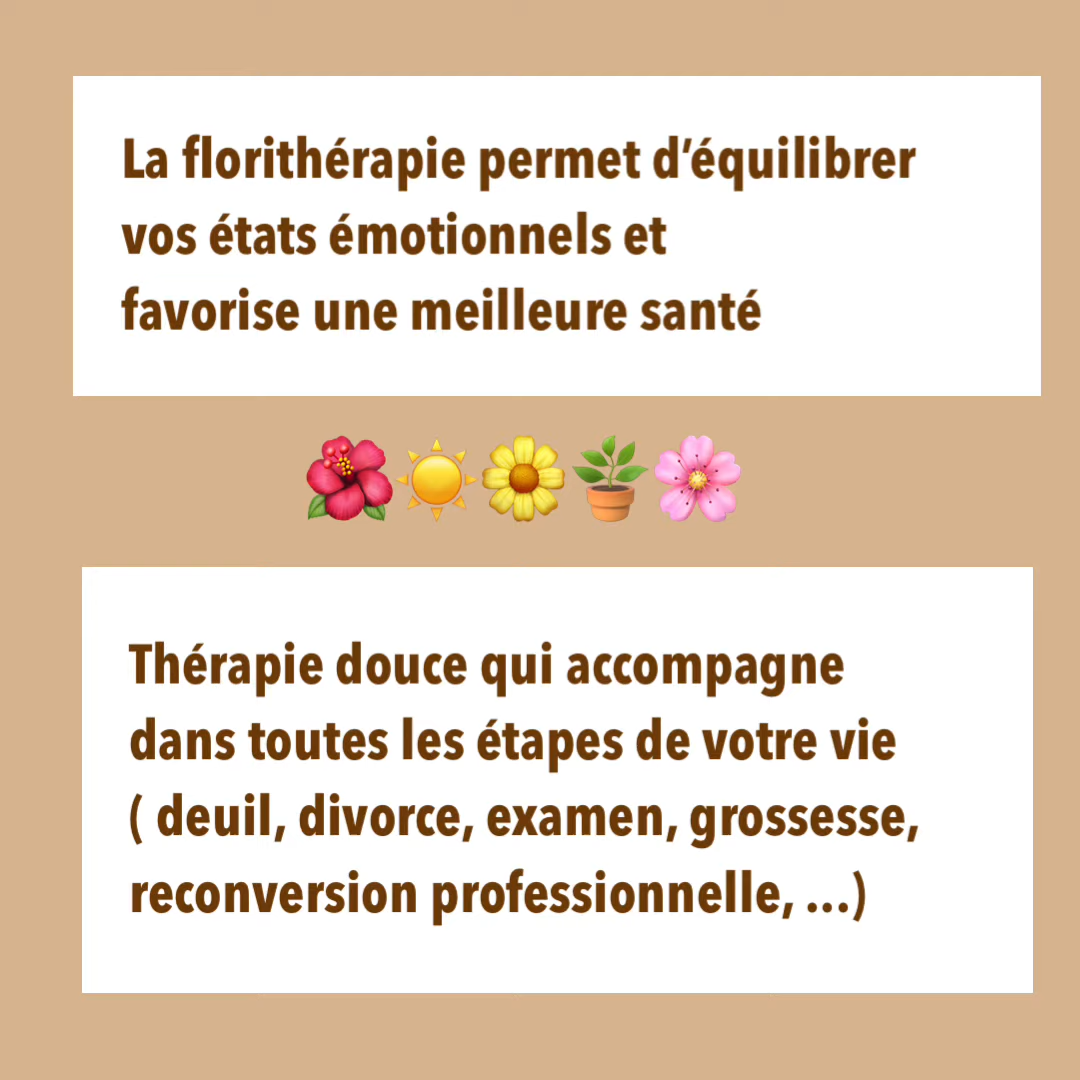 La florithérapie permet d’équilibrer
vos états émotionnels et
favorise une meilleure santé
Thérapie douce qui accompagne
dans toutes les étapes de votre vie
( deuil, divorce, examen, grossesse,
reconversion professionnelle, ...)